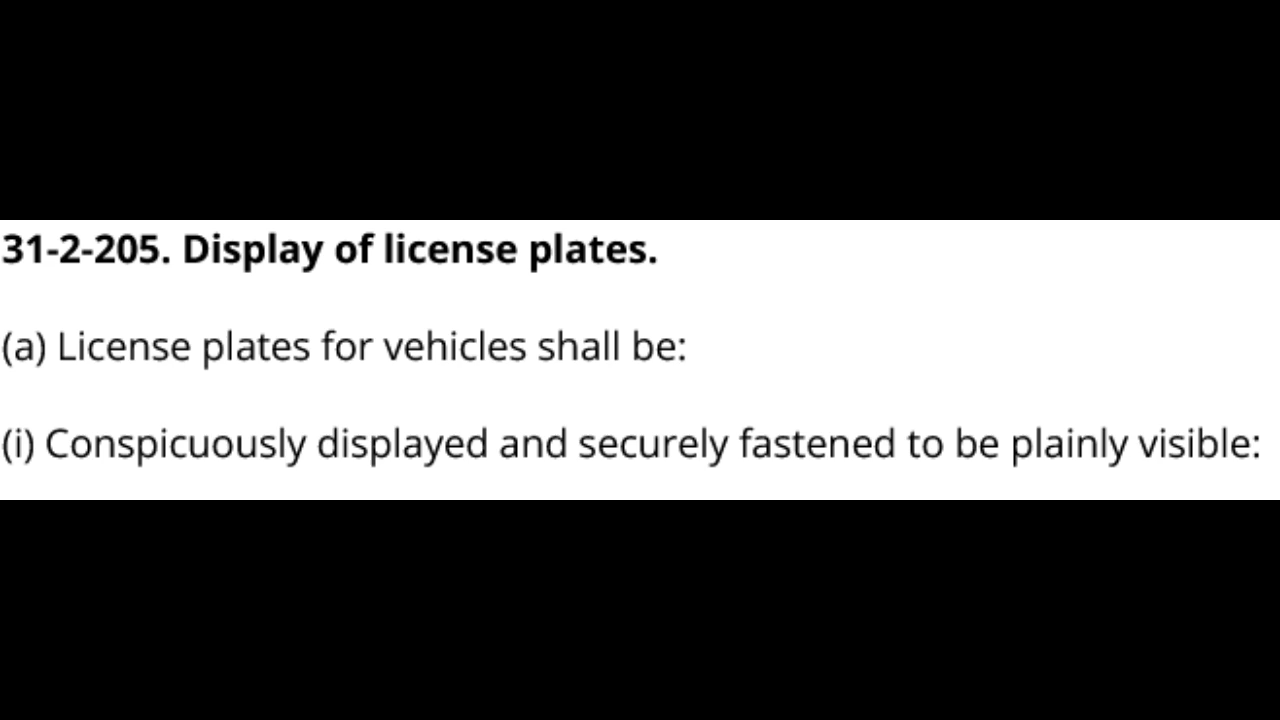 31-2-205. Display of license plates.
(a) License plates for vehicles shall be:
(i) Conspicuously displayed and securely fastened to be plainly visible: